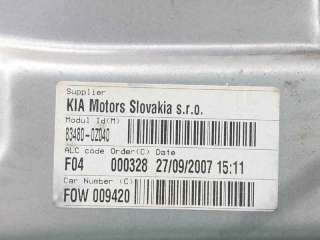 Supplier
KIA Motors Slovakia s.r.o.
Modul Id(M)
83480-0Z040
ALC code Order(C) Date
F04 000328 27/09/2007 15:11
Car Number (C)
FOW 009420